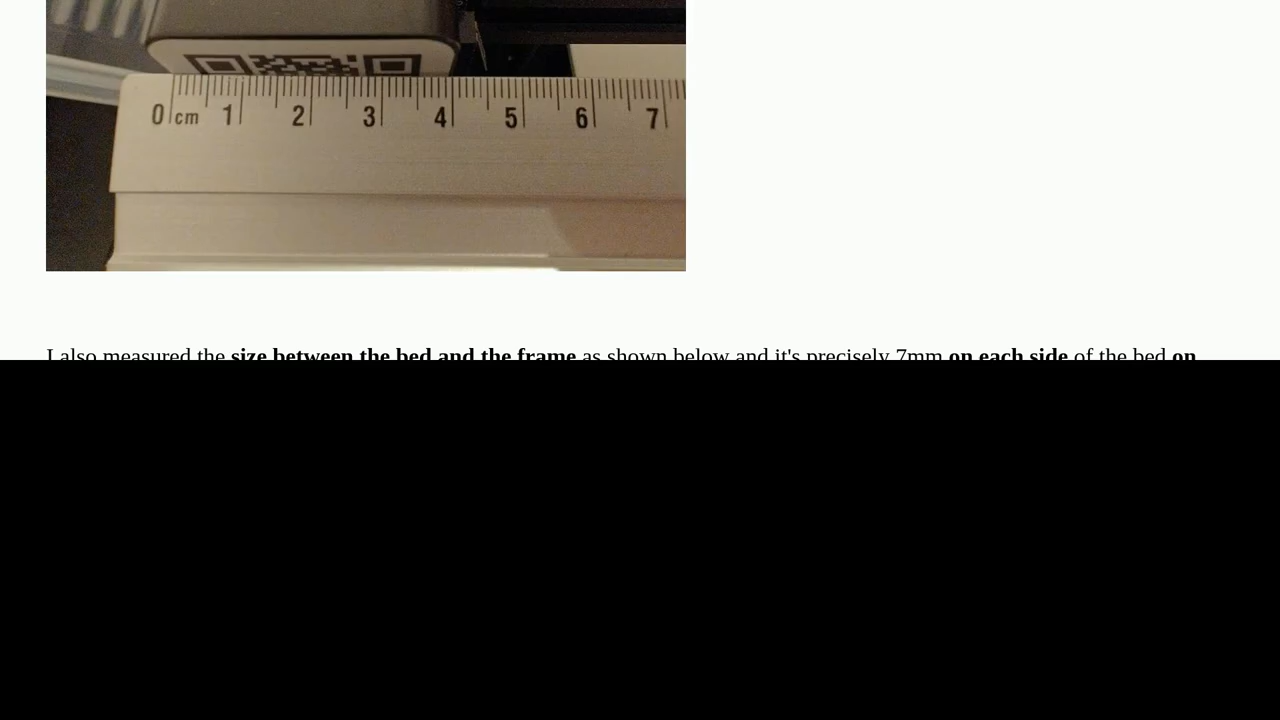 0 cm 1 2 3 4 5 6 7
I also measured the size between the bed and the frame as shown below and it's precisely 7mm on each side of the bed on